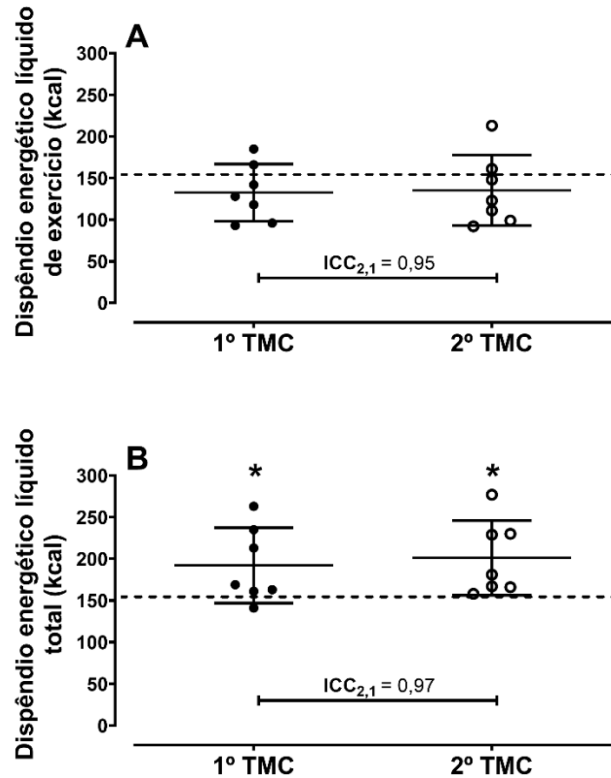 A
Dispêndio energético líquido
de exercício (kcal)
300
250
200
150
100
50
0
ICC2,1 = 0,95
1º TMC
2º TMC
B
Dispêndio energético líquido
total (kcal)
300
250
200
150
100
50
0
*
*
ICC2,1 = 0,97
1º TMC
2º TMC